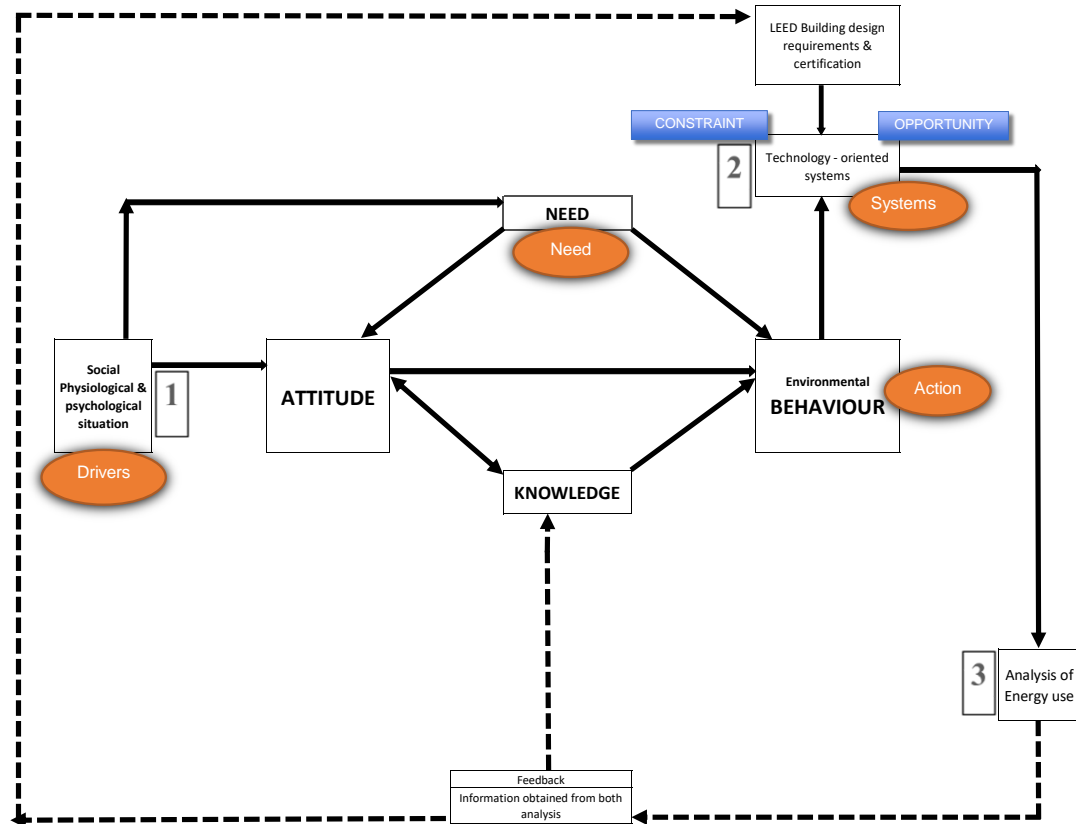 LEED Building design
requirements &
certification
CONSTRAINT
OPPORTUNITY
2
Technology - oriented
systems
Systems
NEED
Need
Social
Physiological &
psychological
situation
1
Drivers
ATTITUDE
Environmental
BEHAVIOUR
Action
KNOWLEDGE
3
Analysis of
Energy use
Feedback
Information obtained from both
analysis